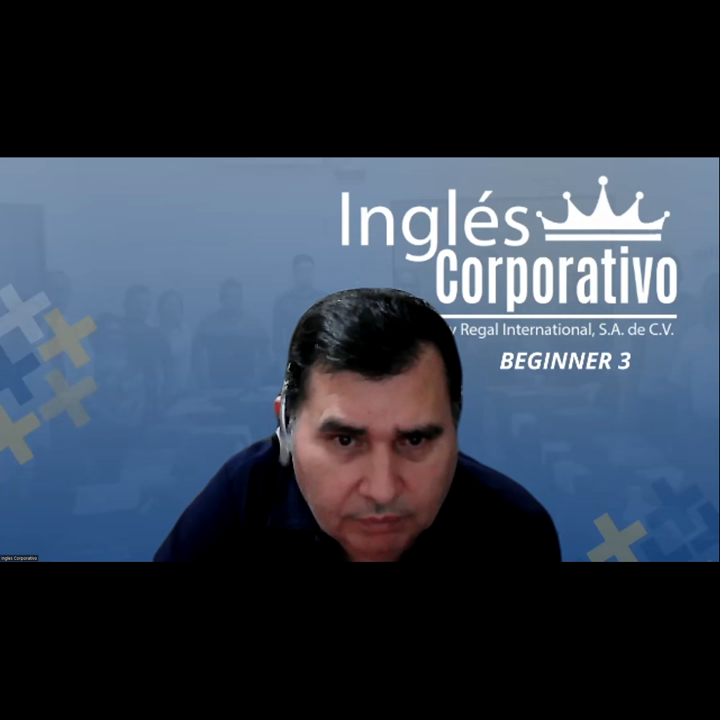 Inglés
Corporativo
y Regal International, S.A. de C.V.
BEGINNER 3
Inglés Corporativo